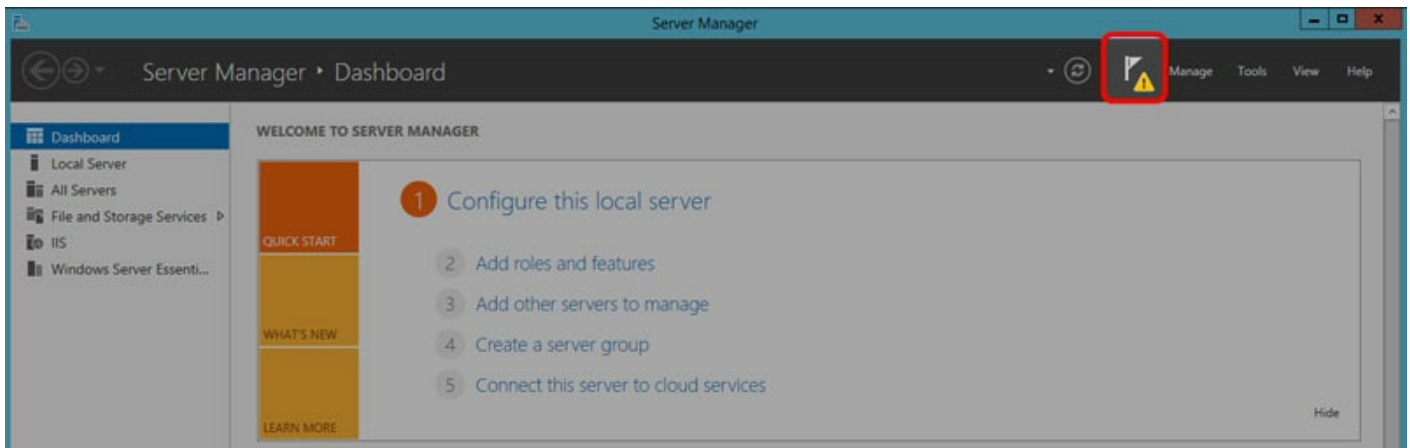 Server Manager
Server Manager ‣ Dashboard
Manage Tools View Help
Dashboard
Local Server
All Servers
File and Storage Services
IIS
Windows Server Essenti...
WELCOME TO SERVER MANAGER
QUICK START
WHAT'S NEW
LEARN MORE
1 Configure this local server
2 Add roles and features
3 Add other servers to manage
4 Create a server group
5 Connect this server to cloud services
Hide